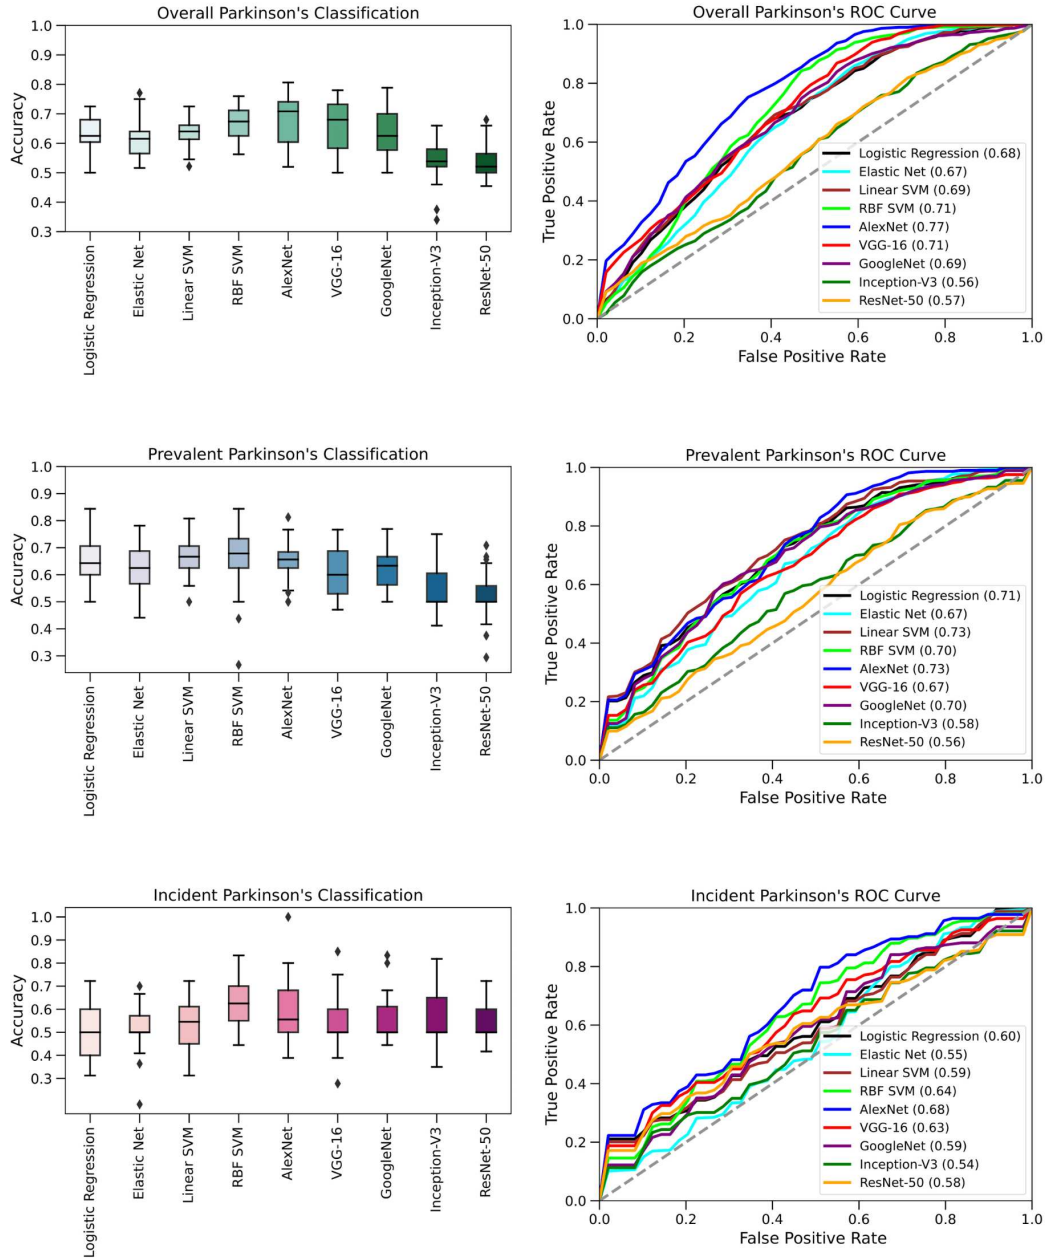 Overall Parkinson's Classification
1.0
0.9
0.8
0.7
0.6
0.5
0.4
0.3
Accuracy
Logistic Regression
Elastic Net
Linear SVM
RBF SVM
AlexNet
VGG-16
GoogleNet
Inception-V3
ResNet-50
Overall Parkinson's ROC Curve
1.0
0.8
0.6
0.4
0.2
0.0
True Positive Rate
Logistic Regression (0.68)
Elastic Net (0.67)
Linear SVM (0.69)
RBF SVM (0.71)
AlexNet (0.77)
VGG-16 (0.71)
GoogleNet (0.69)
Inception-V3 (0.56)
ResNet-50 (0.57)
0.0 0.2 0.4 0.6 0.8 1.0
False Positive Rate
Prevalent Parkinson's Classification
1.0
0.9
0.8
0.7
0.6
0.5
0.4
0.3
Accuracy
Logistic Regression
Elastic Net
Linear SVM
RBF SVM
AlexNet
VGG-16
GoogleNet
Inception-V3
ResNet-50
Prevalent Parkinson's ROC Curve
1.0
0.8
0.6
0.4
0.2
0.0
True Positive Rate
Logistic Regression (0.71)
Elastic Net (0.67)
Linear SVM (0.73)
RBF SVM (0.70)
AlexNet (0.73)
VGG-16 (0.67)
GoogleNet (0.70)
Inception-V3 (0.58)
ResNet-50 (0.56)
0.0 0.2 0.4 0.6 0.8 1.0
False Positive Rate
Incident Parkinson's Classification
1.0
0.9
0.8
0.7
0.6
0.5
0.4
0.3
Accuracy
Logistic Regression
Elastic Net
Linear SVM
RBF SVM
AlexNet
VGG-16
GoogleNet
Inception-V3
ResNet-50
Incident Parkinson's ROC Curve
1.0
0.8
0.6
0.4
0.2
0.0
True Positive Rate
Logistic Regression (0.60)
Elastic Net (0.55)
Linear SVM (0.59)
RBF SVM (0.64)
AlexNet (0.68)
VGG-16 (0.63)
GoogleNet (0.59)
Inception-V3 (0.54)
ResNet-50 (0.58)
0.0 0.2 0.4 0.6 0.8 1.0
False Positive Rate